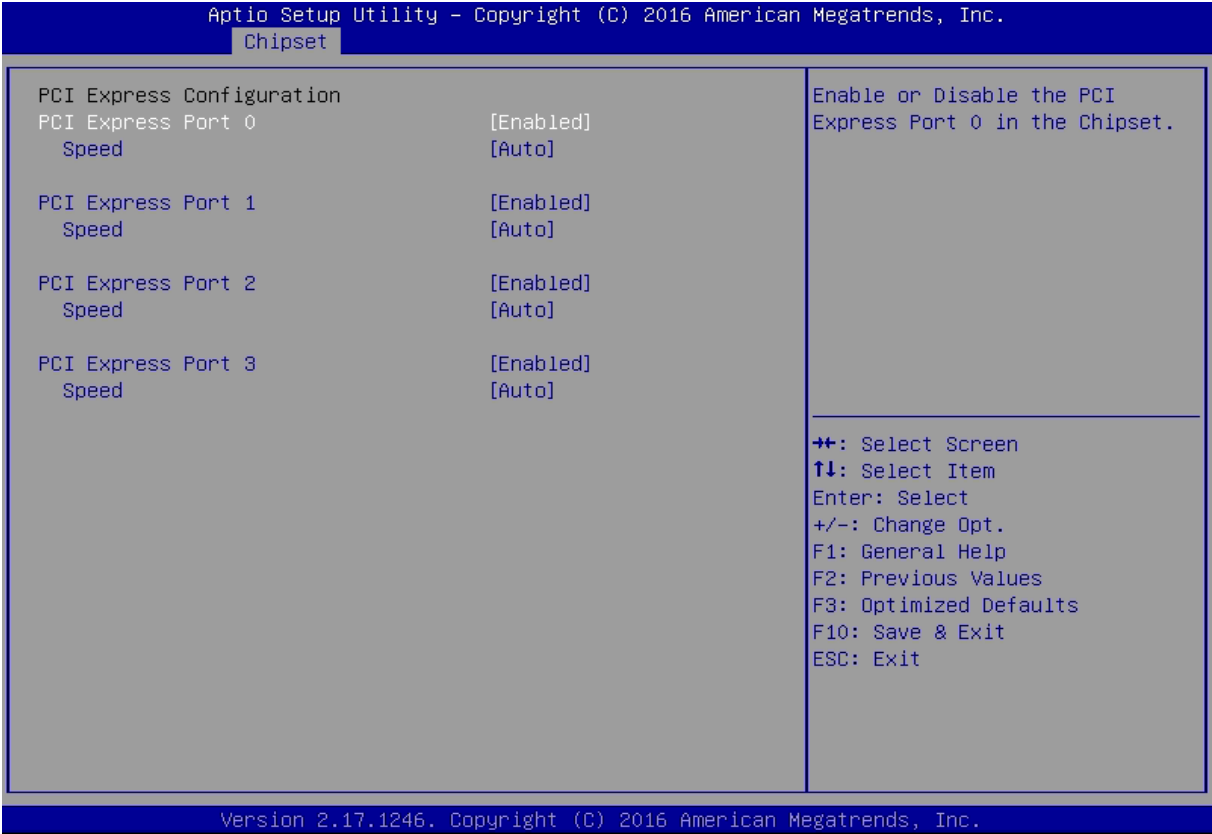 Aptio Setup Utility – Copyright (C) 2016 American Megatrends, Inc.
Chipset
PCI Express Configuration
PCI Express Port 0 [Enabled]
Speed [Auto]
PCI Express Port 1 [Enabled]
Speed [Auto]
PCI Express Port 2 [Enabled]
Speed [Auto]
PCI Express Port 3 [Enabled]
Speed [Auto]
Enable or Disable the PCI
Express Port 0 in the Chipset.
→←: Select Screen
↑↓: Select Item
Enter: Select
+/-: Change Opt.
F1: General Help
F2: Previous Values
F3: Optimized Defaults
F10: Save & Exit
ESC: Exit
Version 2.17.1246. Copyright (C) 2016 American Megatrends, Inc.